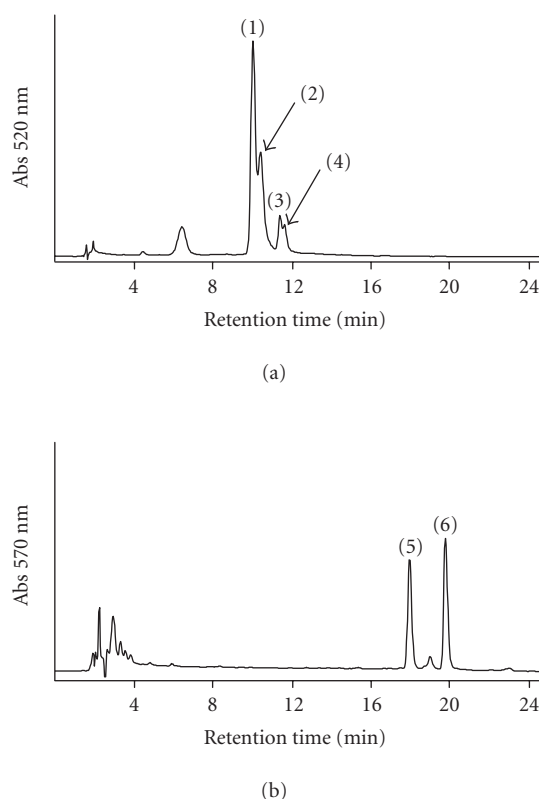 (1)
(2)
(3)
(4)
Abs 520 nm
4 8 12 16 20 24
Retention time (min)
(a)
(5)
(6)
Abs 570 nm
4 8 12 16 20 24
Retention time (min)
(b)